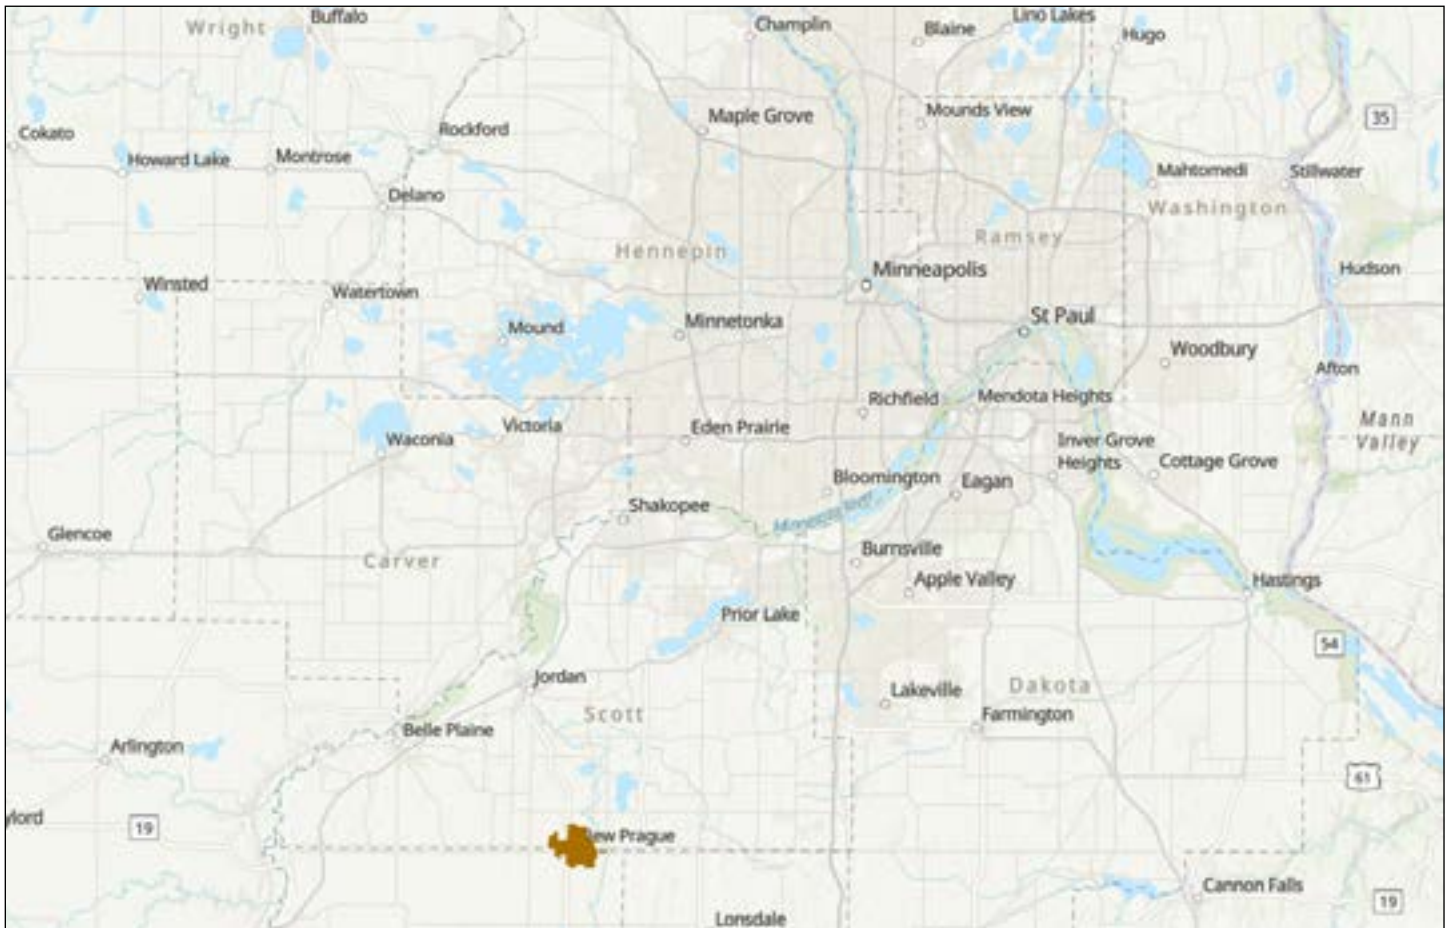 Wright
Buffalo
Champlin
Blaine
Lino Lakes
Hugo
Cokato
Howard Lake
Montrose
Rockford
Maple Grove
Mounds View
35
Delano
Mahtomedi
Stillwater
Washington
Hennepin
Ramsey
Winsted
Watertown
Minneapolis
Hudson
Mound
Minnetonka
St Paul
Woodbury
Afton
Waconia
Victoria
Eden Prairie
Richfield
Mendota Heights
Mann
Valley
Inver Grove
Heights
Cottage Grove
Bloomington
Eagan
Shakopee
Glencoe
Carver
Burnsville
Apple Valley
Hastings
Prior Lake
54
Jordan
Scott
Lakeville
Dakota
Farmington
Belle Plaine
Arlington
61
ylord
19
ew Prague
Cannon Falls
19
Lonsdale